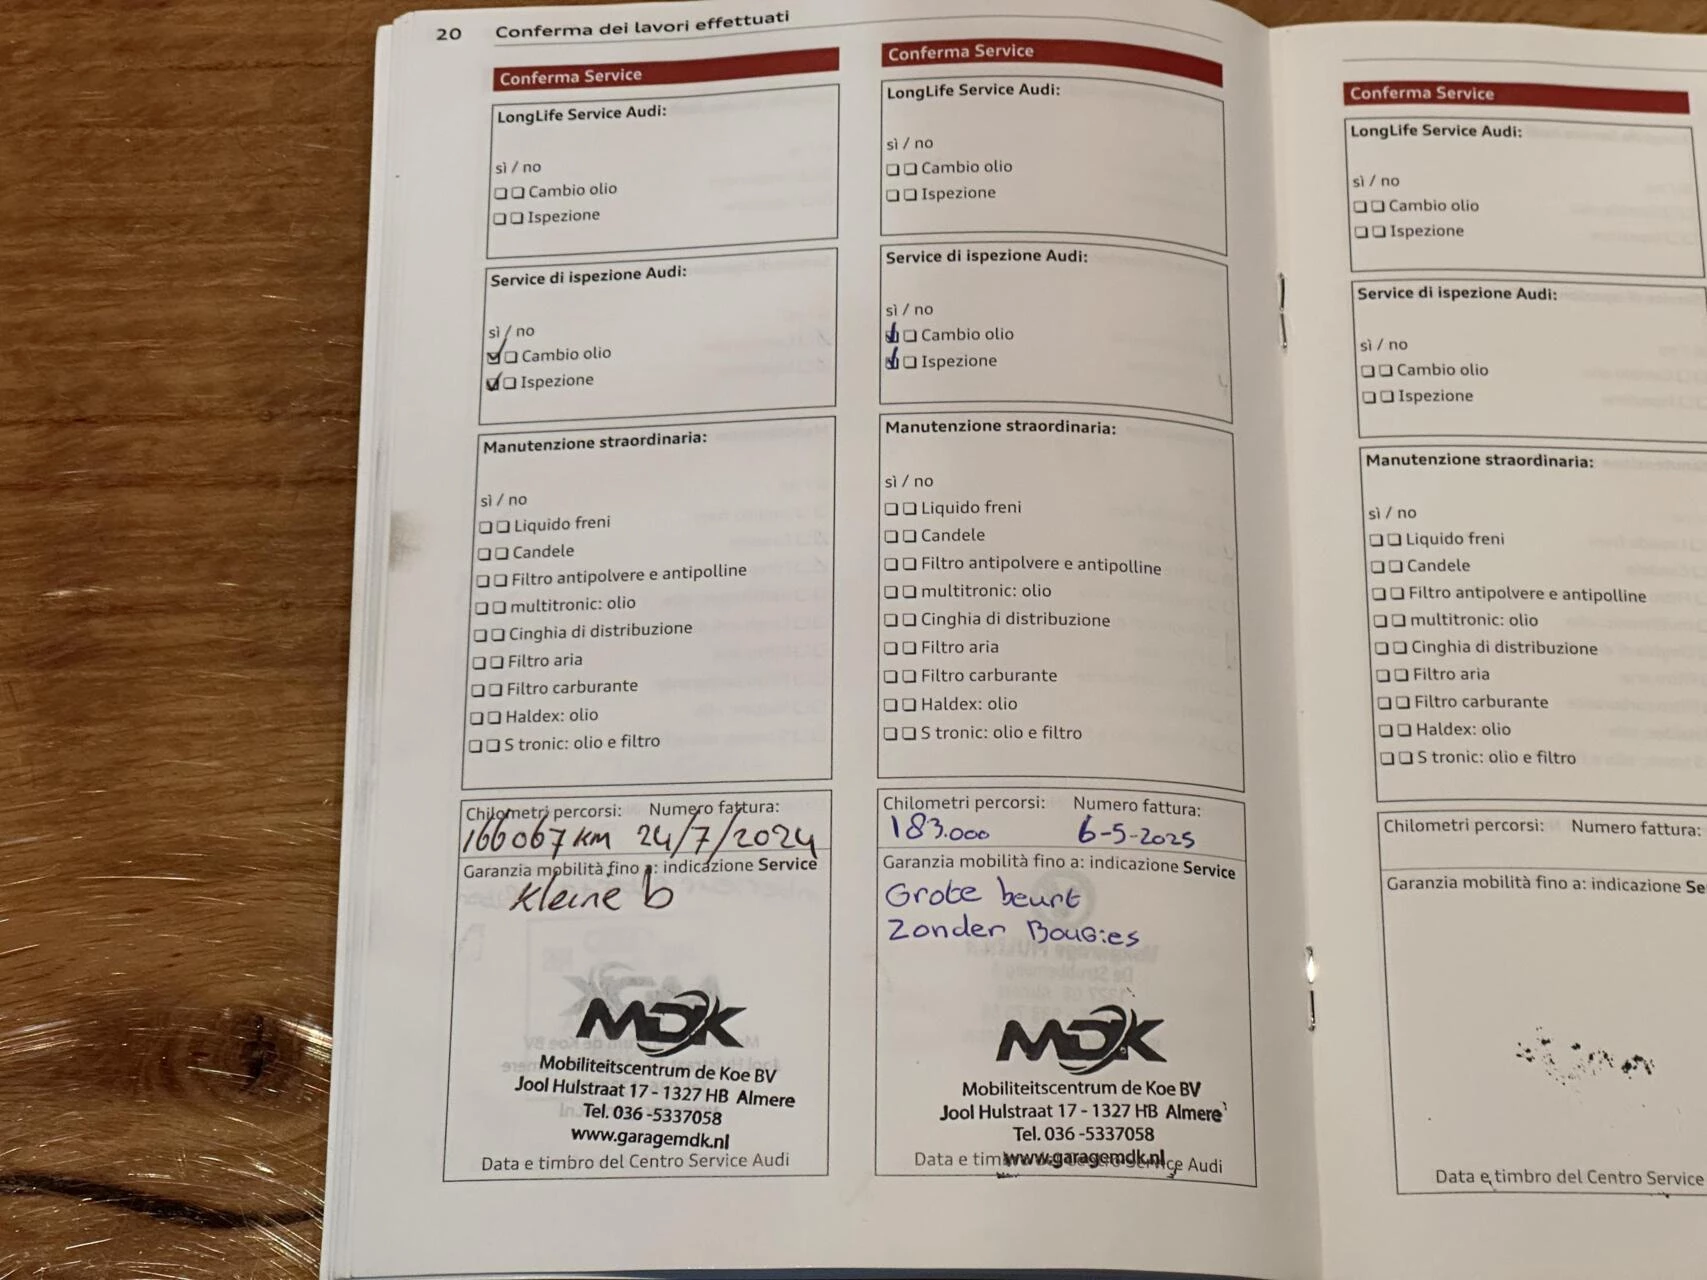 20 Conferma dei lavori effettuati
Conferma Service
LongLife Service Audi:
sì / no
Cambio olio
Ispezione
Service di ispezione Audi:
sì / no
Cambio olio
Ispezione
Manutenzione straordinaria:
sì / no
Liquido freni
Candele
Filtro antipolvere e antipolline
multitronic: olio
Cinghia di distribuzione
Filtro aria
Filtro carburante
Haldex: olio
S tronic: olio e filtro
Chilometri percorsi: Numero fattura:
166067 km 24/7/2024
Garanzia mobilità fino a: indicazione Service
kleine b
MDK
Mobiliteitscentrum de Koe BV
Jool Hulstraat 17 - 1327 HB Almere
Tel. 036 -5337058
www.garagemdk.nl
Data e timbro del Centro Service Audi
Conferma Service
LongLife Service Audi:
sì / no
Cambio olio
Ispezione
Service di ispezione Audi:
sì / no
Cambio olio
Ispezione
Manutenzione straordinaria:
sì / no
Liquido freni
Candele
Filtro antipolvere e antipolline
multitronic: olio
Cinghia di distribuzione
Filtro aria
Filtro carburante
Haldex: olio
S tronic: olio e filtro
Chilometri percorsi: Numero fattura:
183.000 6-5-2025
Garanzia mobilità fino a: indicazione Service
Grote beurt
Zonder Bougies
MDK
Mobiliteitscentrum de Koe BV
Jool Hulstraat 17 - 1327 HB Almere
Tel. 036 -5337058
www.garagemdk.nl
Data e Service Audi
Conferma Service
LongLife Service Audi:
sì / no
Cambio olio
Ispezione
Service di ispezione Audi:
sì / no
Cambio olio
Ispezione
Manutenzione straordinaria:
sì / no
Liquido freni
Candele
Filtro antipolvere e antipolline
multitronic: olio
Cinghia di distribuzione
Filtro aria
Filtro carburante
Haldex: olio
S tronic: olio e filtro
Chilometri percorsi: Numero fattura:
Garanzia mobilità fino a: indicazione Se
Data e timbro del Centro Service